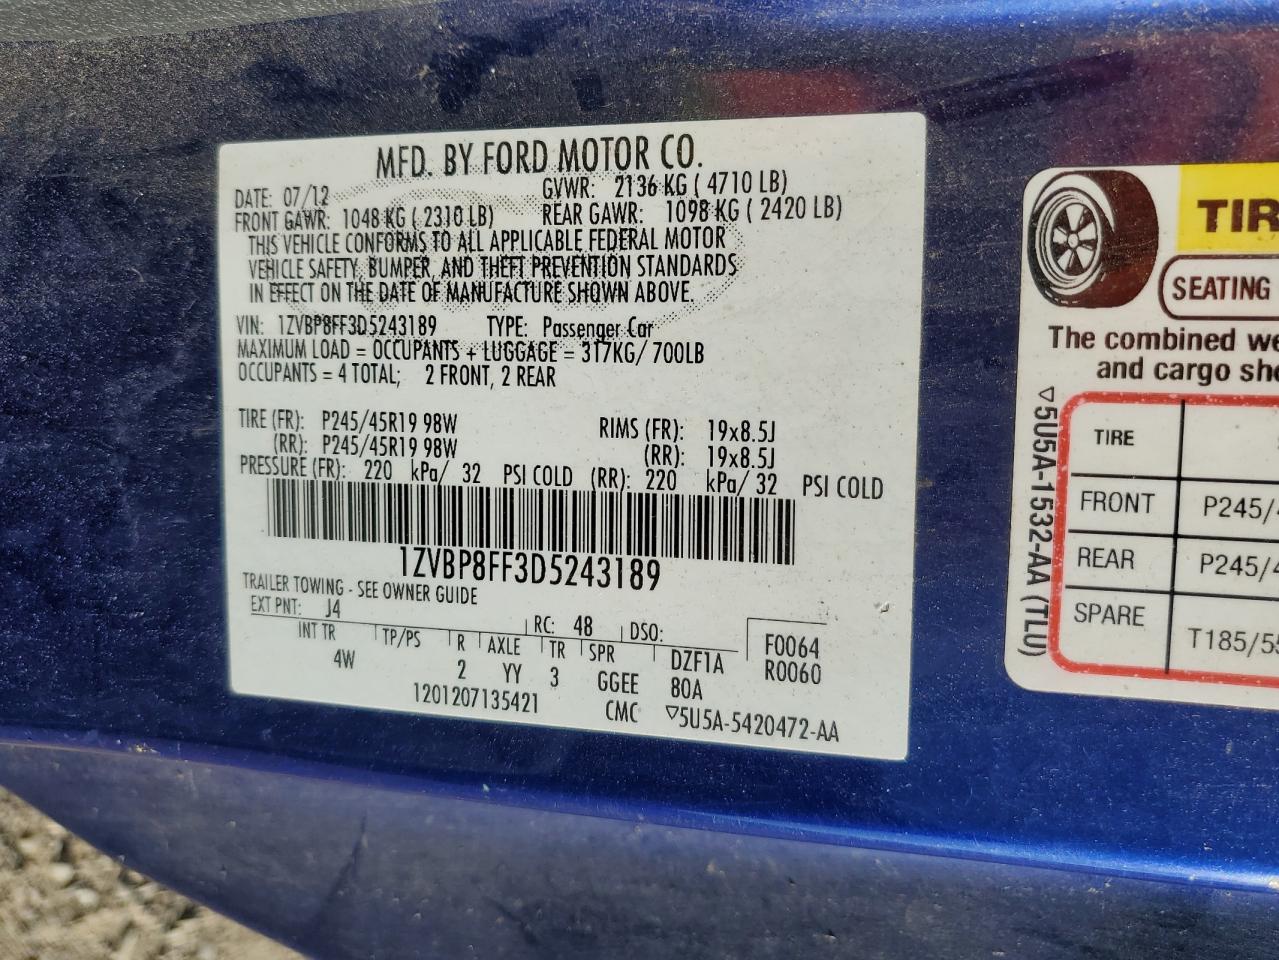 MFD. BY FORD MOTOR CO.
DATE: 07/12 GVWR: 2136 KG ( 4710 LB)
FRONT GAWR: 1048 KG ( 2310 LB) REAR GAWR: 1098 KG ( 2420 LB)
THIS VEHICLE CONFORMS TO ALL APPLICABLE FEDERAL MOTOR
VEHICLE SAFETY, BUMPER, AND THEFT PREVENTION STANDARDS
IN EFFECT ON THE DATE OF MANUFACTURE SHOWN ABOVE.
VIN: 1ZVBP8FF3D5243189 TYPE: Passenger Car
MAXIMUM LOAD = OCCUPANTS + LUGGAGE = 317KG/ 700LB
OCCUPANTS = 4 TOTAL; 2 FRONT, 2 REAR
TIRE (FR): P245/45R19 98W RIMS (FR): 19x8.5J
(RR): P245/45R19 98W (RR): 19x8.5J
PRESSURE (FR): 220 kPa/ 32 PSI COLD (RR): 220 kPa/ 32 PSI COLD
1ZVBP8FF3D5243189
TRAILER TOWING - SEE OWNER GUIDE
EXT PNT: J4 RC: 48 DSO:
INT TR TP/PS R AXLE TR SPR DZF1A F0064
4W 2 YY 3 GGEE 80A R0060
1201207135421 CMC ▽5U5A-5420472-AA
TIR
SEATING
The combined we
and cargo sho
▽5U5A-1532-AA (TLU)
TIRE
FRONT P245/4
REAR P245/4
SPARE T185/55